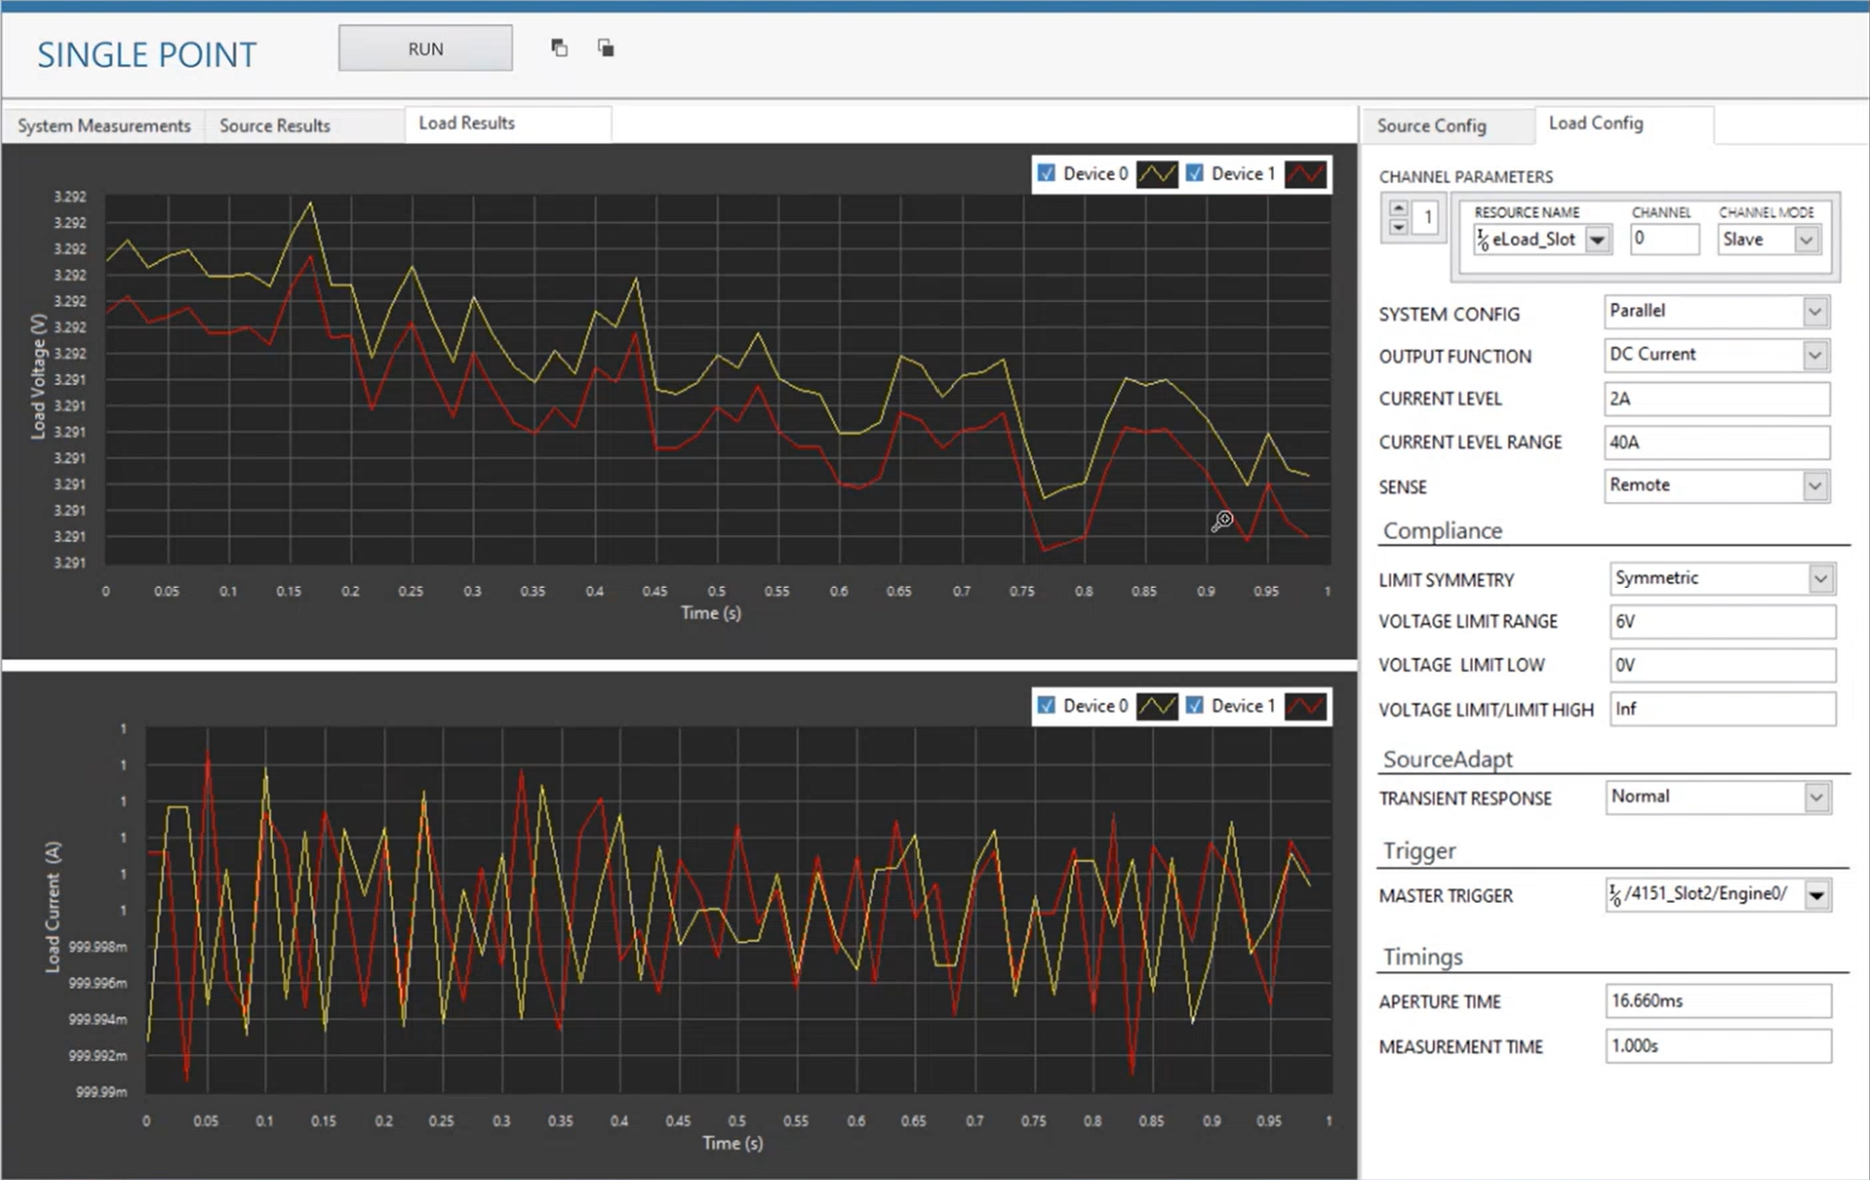 SINGLE POINT
RUN
System Measurements
Source Results
Load Results
Source Config
Load Config
Device 0
Device 1
Load Voltage (V)
3.292
3.292
3.292
3.292
3.292
3.292
3.292
3.291
3.291
3.291
3.291
3.291
3.291
3.291
3.291
0 0.05 0.1 0.15 0.2 0.25 0.3 0.35 0.4 0.45 0.5 0.55 0.6 0.65 0.7 0.75 0.8 0.85 0.9 0.95 1
Time (s)
Device 0
Device 1
Load Current (A)
1
1
1
1
1
1
999.998m
999.996m
999.994m
999.992m
999.99m
0 0.05 0.1 0.15 0.2 0.25 0.3 0.35 0.4 0.45 0.5 0.55 0.6 0.65 0.7 0.75 0.8 0.85 0.9 0.95 1
Time (s)
CHANNEL PARAMETERS
1
RESOURCE NAME CHANNEL CHANNEL MODE
eLoad_Slot 0 Slave
SYSTEM CONFIG Parallel
OUTPUT FUNCTION DC Current
CURRENT LEVEL 2A
CURRENT LEVEL RANGE 40A
SENSE Remote
Compliance
LIMIT SYMMETRY Symmetric
VOLTAGE LIMIT RANGE 6V
VOLTAGE LIMIT LOW 0V
VOLTAGE LIMIT/LIMIT HIGH Inf
SourceAdapt
TRANSIENT RESPONSE Normal
Trigger
MASTER TRIGGER /4151_Slot2/Engine0/
Timings
APERTURE TIME 16.660ms
MEASUREMENT TIME 1.000s